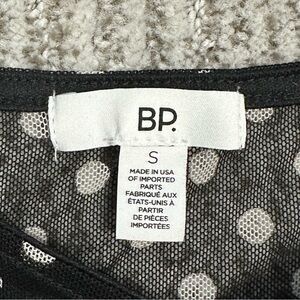 BP.
S
MADE IN USA
OF IMPORTED
PARTS
FABRIQUÉ AUX
ÉTATS-UNIS À
PARTIR
DE PIÈCES
IMPORTÉES